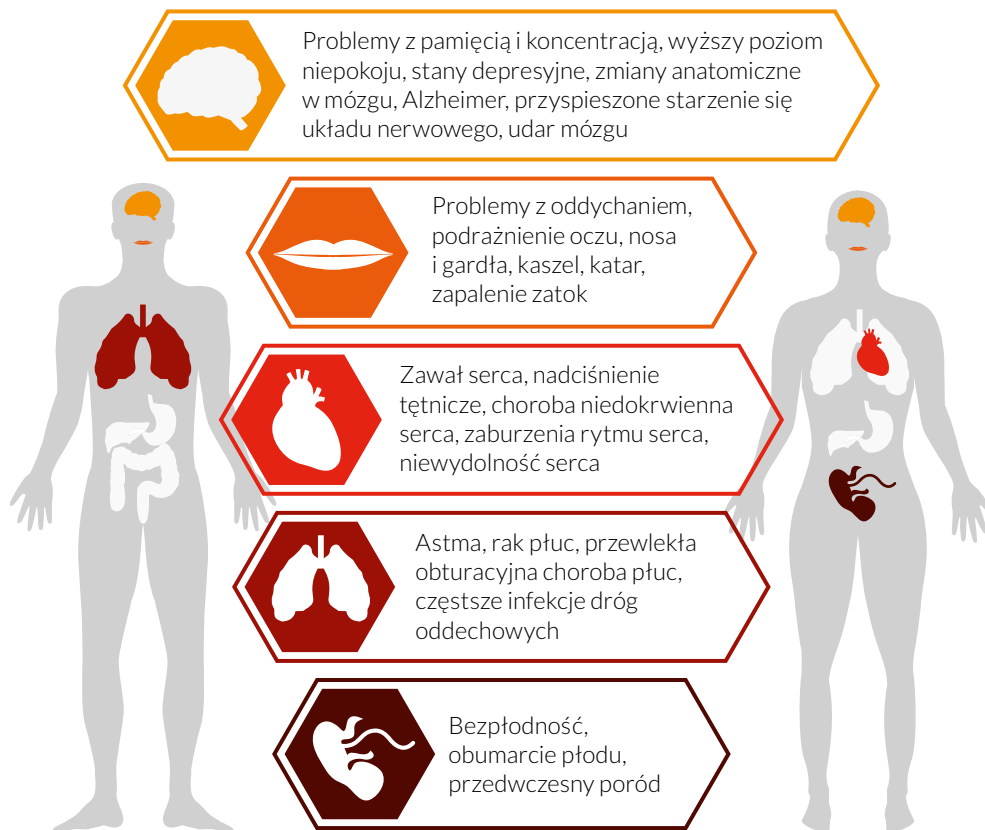 Problemy z pamięcią i koncentracją, wyższy poziom
niepokoju, stany depresyjne, zmiany anatomiczne
w mózgu, Alzheimer, przyspieszone starzenie się
układu nerwowego, udar mózgu
Problemy z oddychaniem,
podrażnienie oczu, nosa
i gardła, kaszel, katar,
zapalenie zatok
Zawał serca, nadciśnienie
tętnicze, choroba niedokrwienna
serca, zaburzenia rytmu serca,
niewydolność serca
Astma, rak płuc, przewlekła
obturacyjna choroba płuc,
częstsze infekcje dróg
oddechowych
Bezpłodność,
obumarcie płodu,
przedwczesny poród